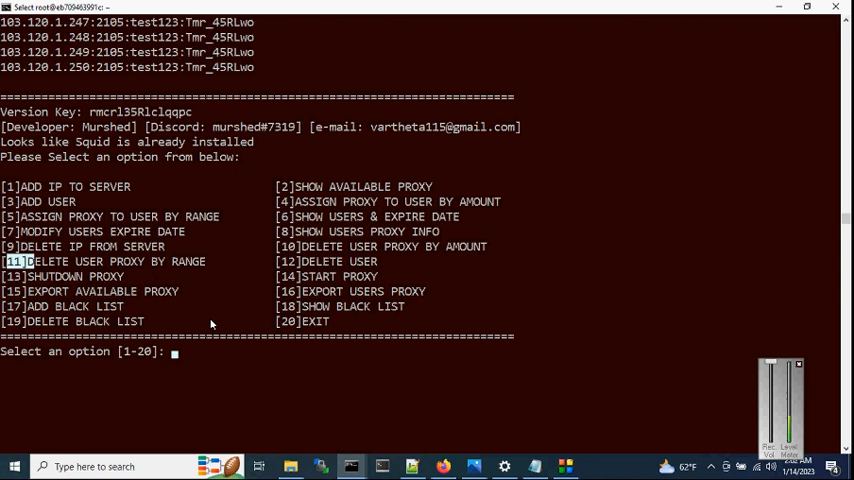 Select root@eb709463991c: ~
103.120.1.247:2105:test123:Tmr_45RLwo
103.120.1.248:2105:test123:Tmr_45RLwo
103.120.1.249:2105:test123:Tmr_45RLwo
103.120.1.250:2105:test123:Tmr_45RLwo
===========================================================================
Version Key: rmcrl35Rlclqqpc
[Developer: Murshed] [Discord: murshed#7319] [e-mail: vartheta115@gmail.com]
Looks like Squid is already installed
Please Select an option from below:
[1]ADD IP TO SERVER [2]SHOW AVAILABLE PROXY
[3]ADD USER [4]ASSIGN PROXY TO USER BY AMOUNT
[5]ASSIGN PROXY TO USER BY RANGE [6]SHOW USERS & EXPIRE DATE
[7]MODIFY USERS EXPIRE DATE [8]SHOW USERS PROXY INFO
[9]DELETE IP FROM SERVER [10]DELETE USER PROXY BY AMOUNT
[11]DELETE USER PROXY BY RANGE [12]DELETE USER
[13]SHUTDOWN PROXY [14]START PROXY
[15]EXPORT AVAILABLE PROXY [16]EXPORT USERS PROXY
[17]ADD BLACK LIST [18]SHOW BLACK LIST
[19]DELETE BLACK LIST [20]EXIT
===========================================================================
Select an option [1-20]:
Rec. Level
Vol Meter
Type here to search
62°F
1/14/2023